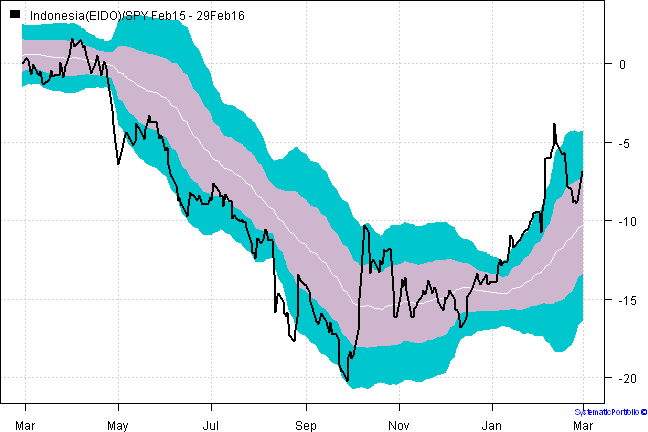 Indonesia(EIDO)/SPY Feb15 - 29Feb16
0
-5
-10
-15
-20
Mar May Jul Sep Nov Jan Mar
SystematicPortfolio ©